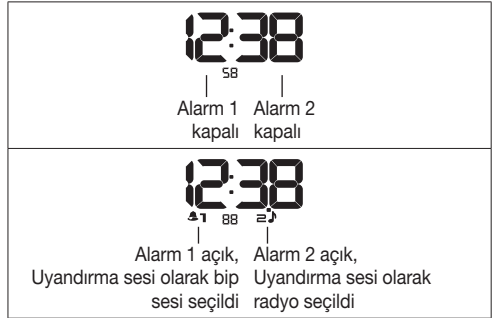 12:38
58
Alarm 1 Alarm 2
kapalı kapalı
12:38
1 88 2
Alarm 1 açık, Alarm 2 açık,
Uyandırma sesi olarak bip Uyandırma sesi olarak
sesi seçildi radyo seçildi